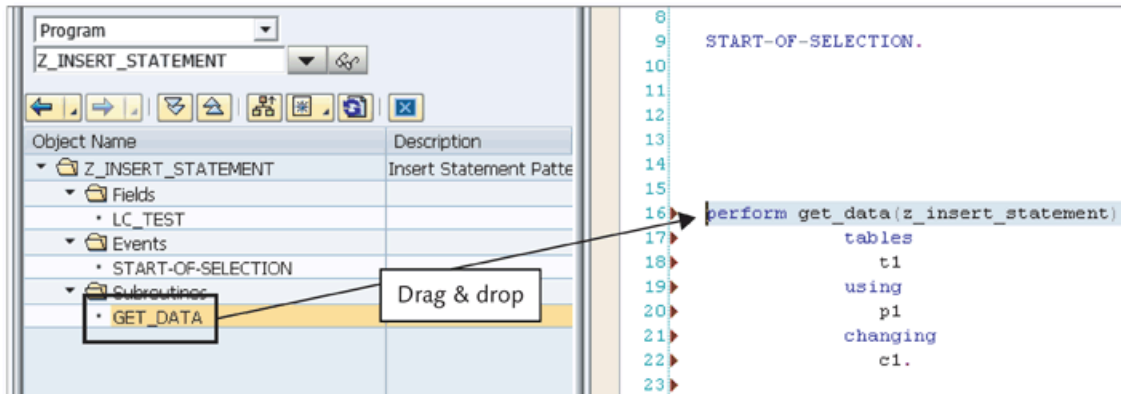 Program
Z_INSERT_STATEMENT
Object Name Description
Z_INSERT_STATEMENT Insert Statement Patte
Fields
LC_TEST
Events
START-OF-SELECTION
Subroutines
GET_DATA
Drag & drop
8
9 START-OF-SELECTION.
10
11
12
13
14
15
16 perform get_data(z_insert_statement)
17 tables
18 t1
19 using
20 p1
21 changing
22 c1.
23